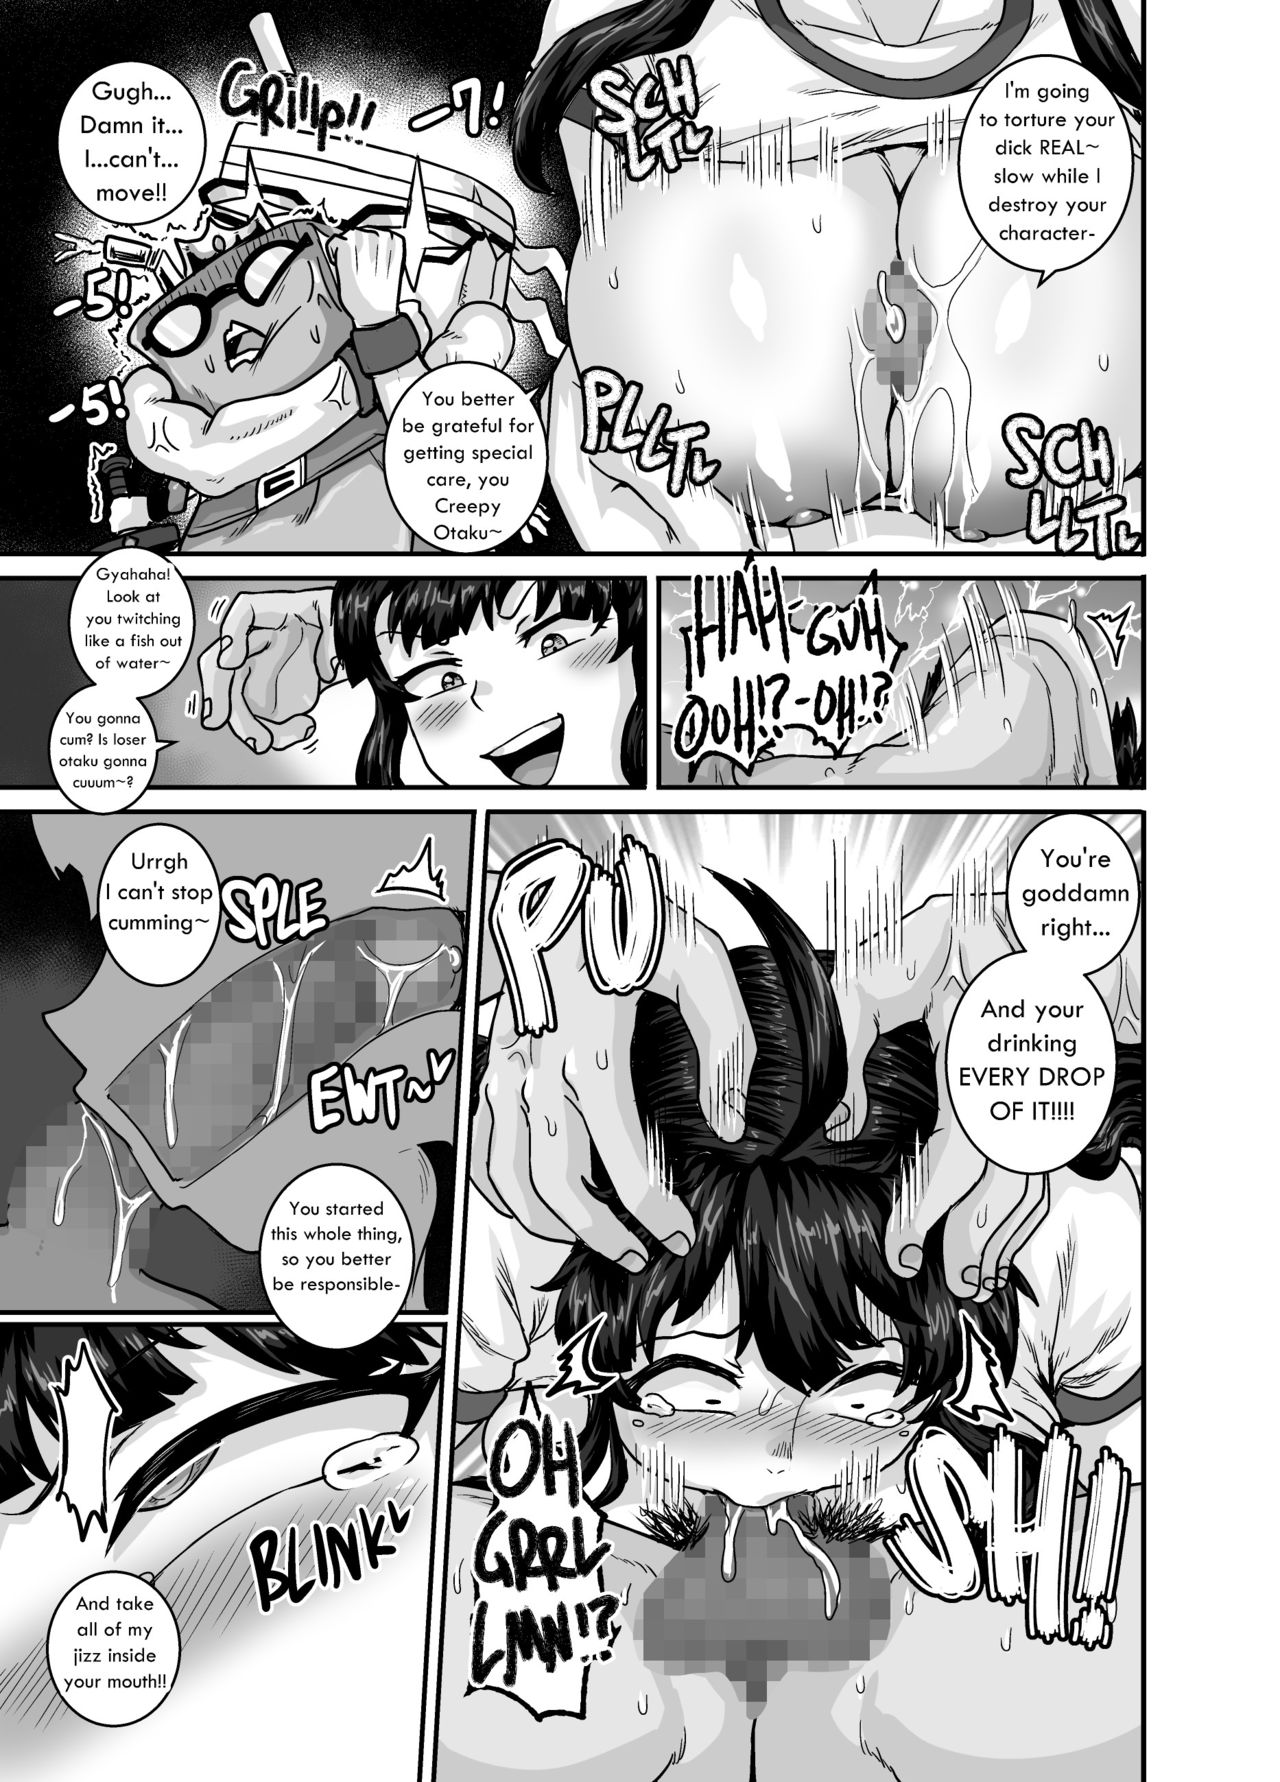 I'm going
to torture your
dick REAL~
slow while I
destroy your
character-
SCH
LT
PLLT
SCH
LLT
Gugh...
Damn it...
I...can't...
move!!
GRIllp!!
-7!
-5!
-5!
You better
be grateful for
getting special
care, you
Creepy
Otaku~
HAH-GUH
OOH!?-OH!?
Gyahaha!
Look at
you twitching
like a fish out
of water~
You gonna
cum? Is loser
otaku gonna
cuuum~?
You're
goddamn
right...
And your
drinking
EVERY DROP
OF IT!!!!
PU
SHI!!
OH
GRRL
LMN!?
Urrgh
I can't stop
cumming~
SPLE
EWT~
You started
this whole thing,
so you better
be responsible-
BLINK
And take
all of my
jizz inside
your mouth!!